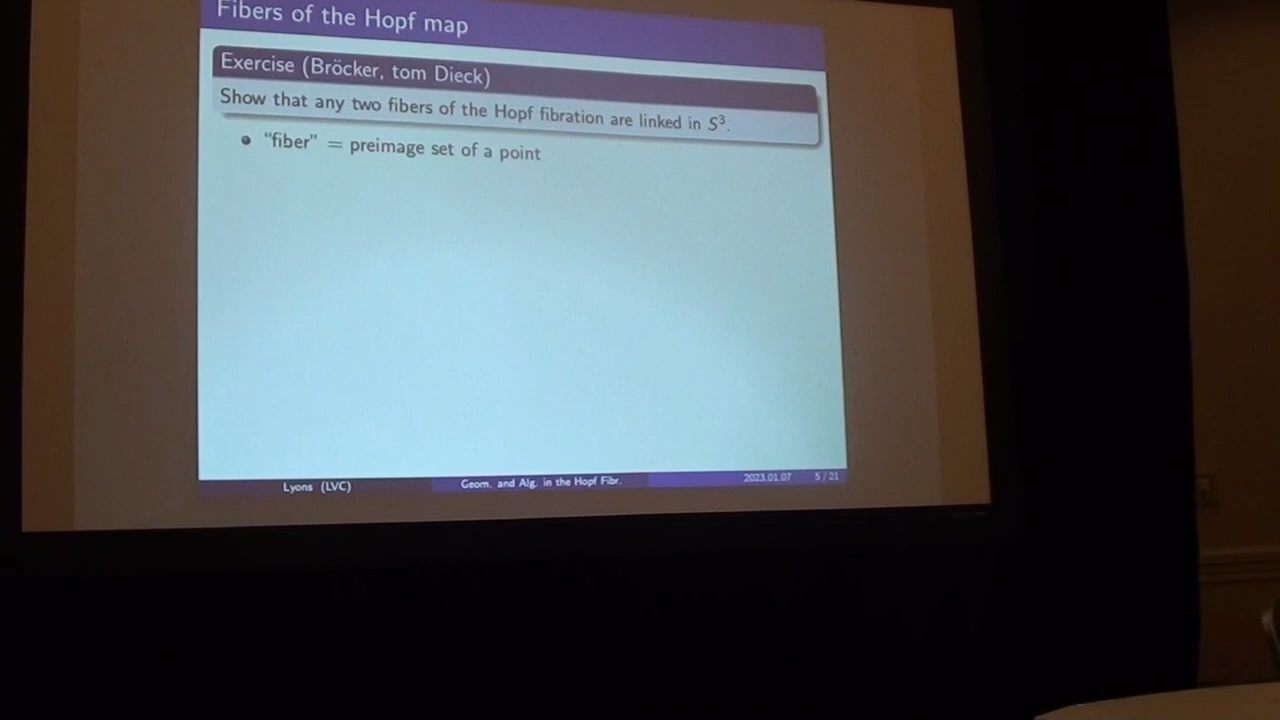 Fibers of the Hopf map
Exercise (Bröcker, tom Dieck)
Show that any two fibers of the Hopf fibration are linked in S³.
• “fiber” = preimage set of a point
Lyons (LVC) Geom. and Alg. in the Hopf Fibr. 2023.01.07 5 / 21